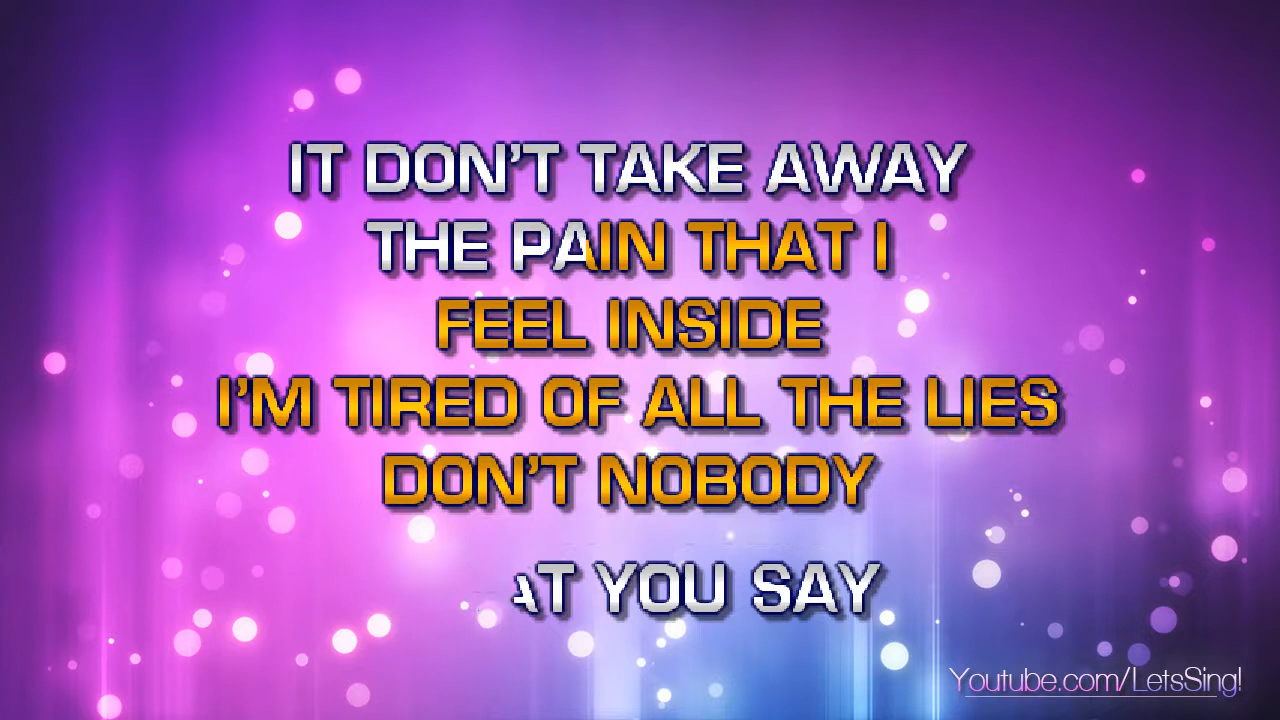 IT DON'T TAKE AWAY
THE PAIN THAT I
FEEL INSIDE
I'M TIRED OF ALL THE LIES
DON'T NOBODY
YOU SAY
Youtube.com/LetsSing!